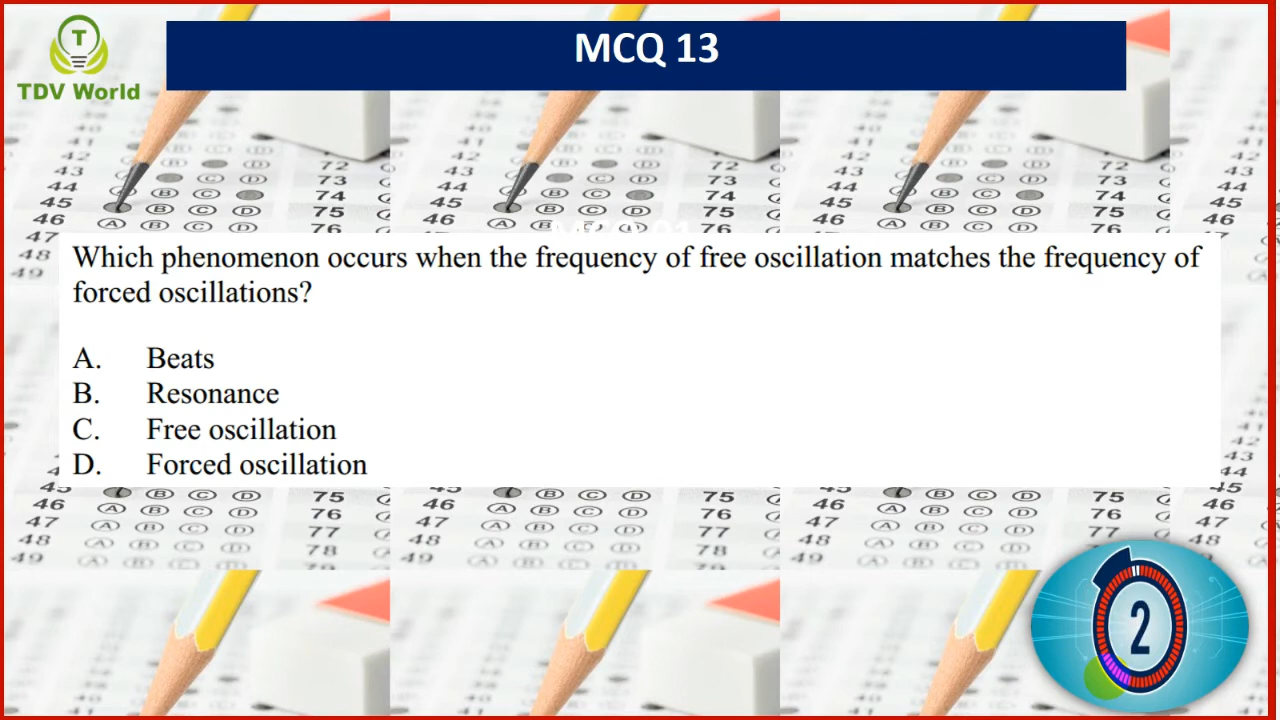 T
TDV World
MCQ 13
Which phenomenon occurs when the frequency of free oscillation matches the frequency of
forced oscillations?
A. Beats
B. Resonance
C. Free oscillation
D. Forced oscillation
2